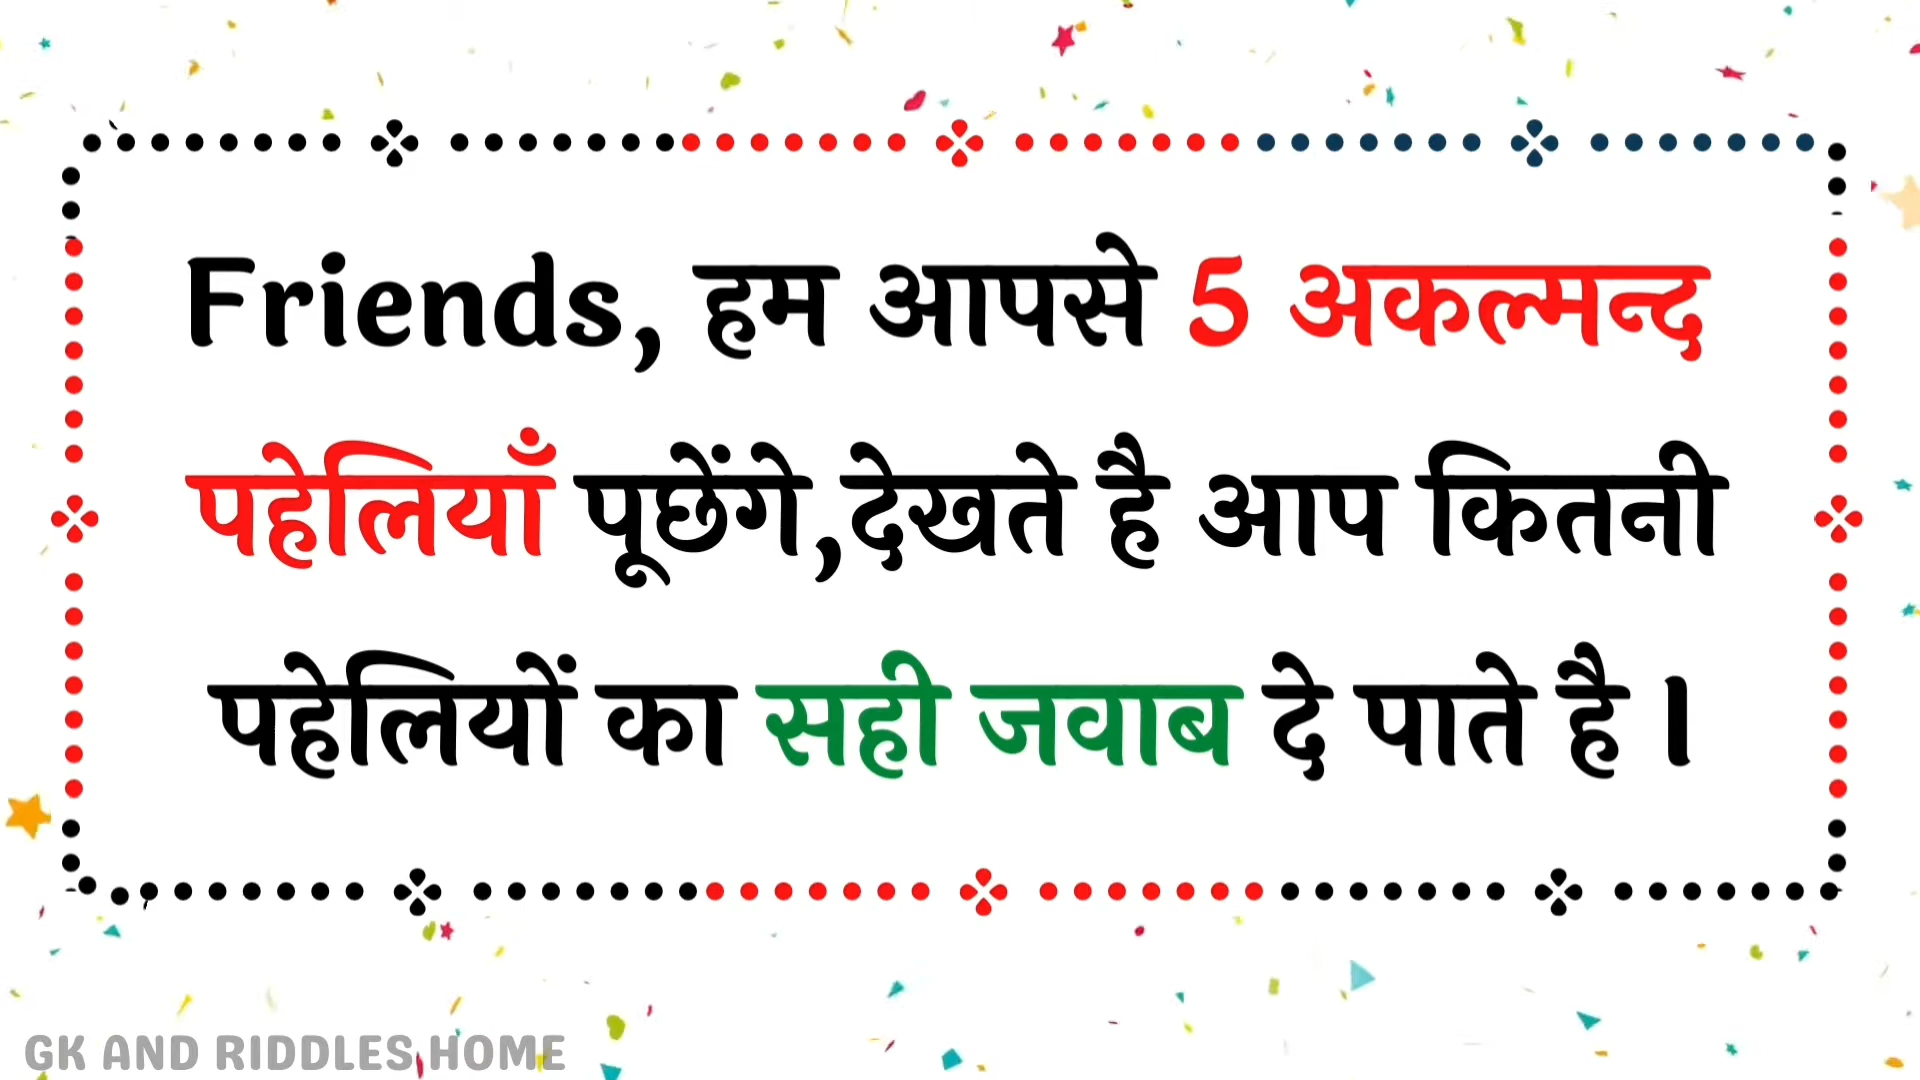 Friends, हम आपसे 5 अकल्मन्द
पहेलियाँ पूछेंगे,देखते है आप कितनी
पहेलियों का सही जवाब दे पाते है ।
GK AND RIDDLES HOME